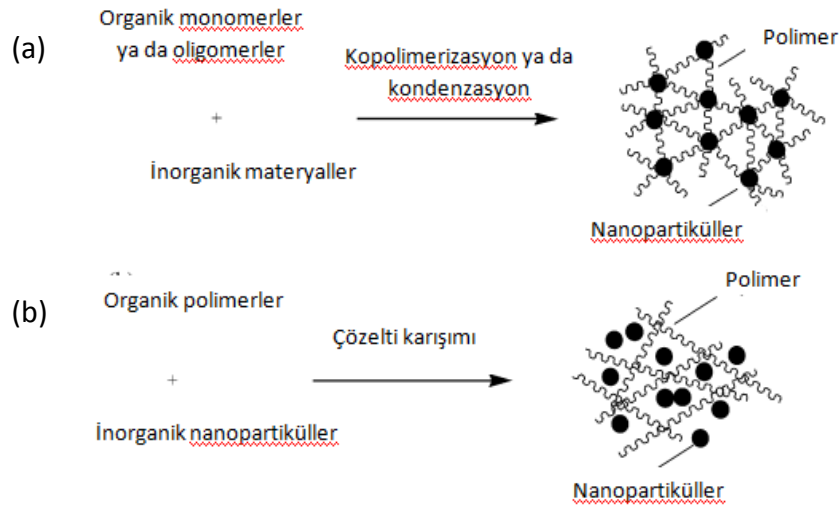 (a)
Organik monomerler
ya da oligomerler
+
İnorganik materyaller
Kopolimerizasyon ya da
kondenzasyon
Polimer
Nanopartiküller
(b)
Organik polimerler
+
İnorganik nanopartiküller
Çözelti karışımı
Polimer
Nanopartiküller